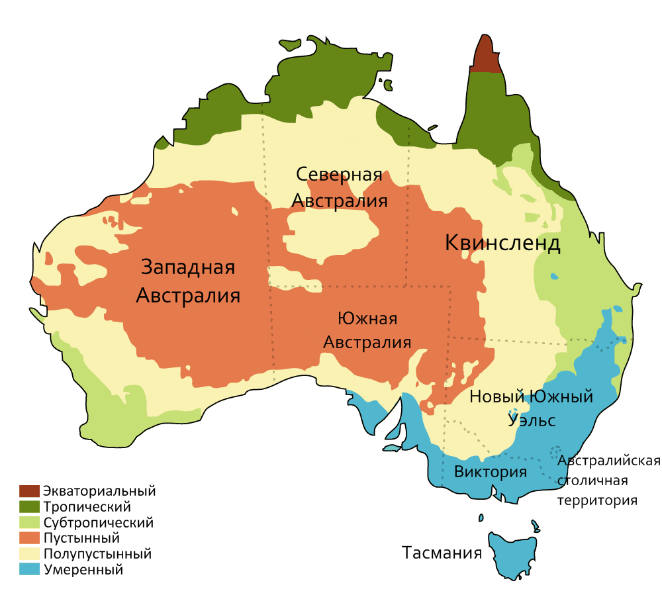 Северная
Австралия
Квинсленд
Западная
Австралия
Южная
Австралия
Новый Южный
Уэльс
Австралийская
столичная
территория
Виктория
Экваториальный
Тропический
Субтропический
Пустынный
Полупустынный
Умеренный
Тасмания